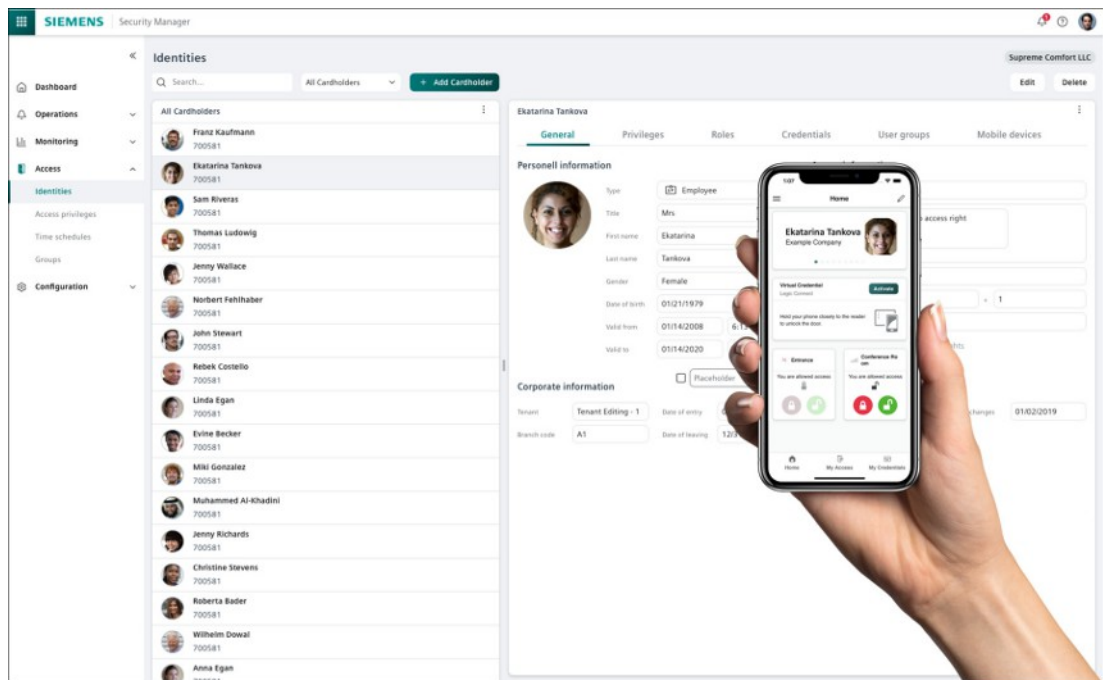 SIEMENS Security Manager
Identities
Supreme Comfort LLC
Search...
All Cardholders
+ Add Cardholder
Edit
Delete
Dashboard
Operations
Monitoring
Access
Identities
Access privileges
Time schedules
Groups
Configuration
All Cardholders
Franz Kaufmann
700581
Ekatarina Tankova
700581
Sam Riveras
700581
Thomas Ludowig
700581
Jenny Wallace
700581
Norbert Fehlhaber
700581
John Stewart
700581
Rebek Costello
700581
Linda Egan
700581
Evine Becker
700581
Miki Gonzalez
700581
Muhammed Al-Khadini
700581
Jenny Richards
700581
Christine Stevens
700581
Roberta Bader
700581
Wilhelm Dowal
700581
Anna Egan
Ekatarina Tankova
General Privileges Roles Credentials User groups Mobile devices
Personell information
Type Employee
Title Mrs
First name Ekatarina
Last name Tankova
Gender Female
Date of birth 01/21/1979
Valid from 01/14/2008
Valid to 01/14/2020
Placeholder
access right
1
Corporate information
Tenant Tenant Editing - 1 Date of entry
changes 01/02/2019
Branch code A1 Date of leaving
1:07
Home
Ekatarina Tankova
Example Company
Virtual Credential
Legic Connect
Activate
Hold your phone closely to the reader
to unlock the door.
Entrance
You are allowed access
Conference Ro
om
You are allowed access
Home My Access My Credentials